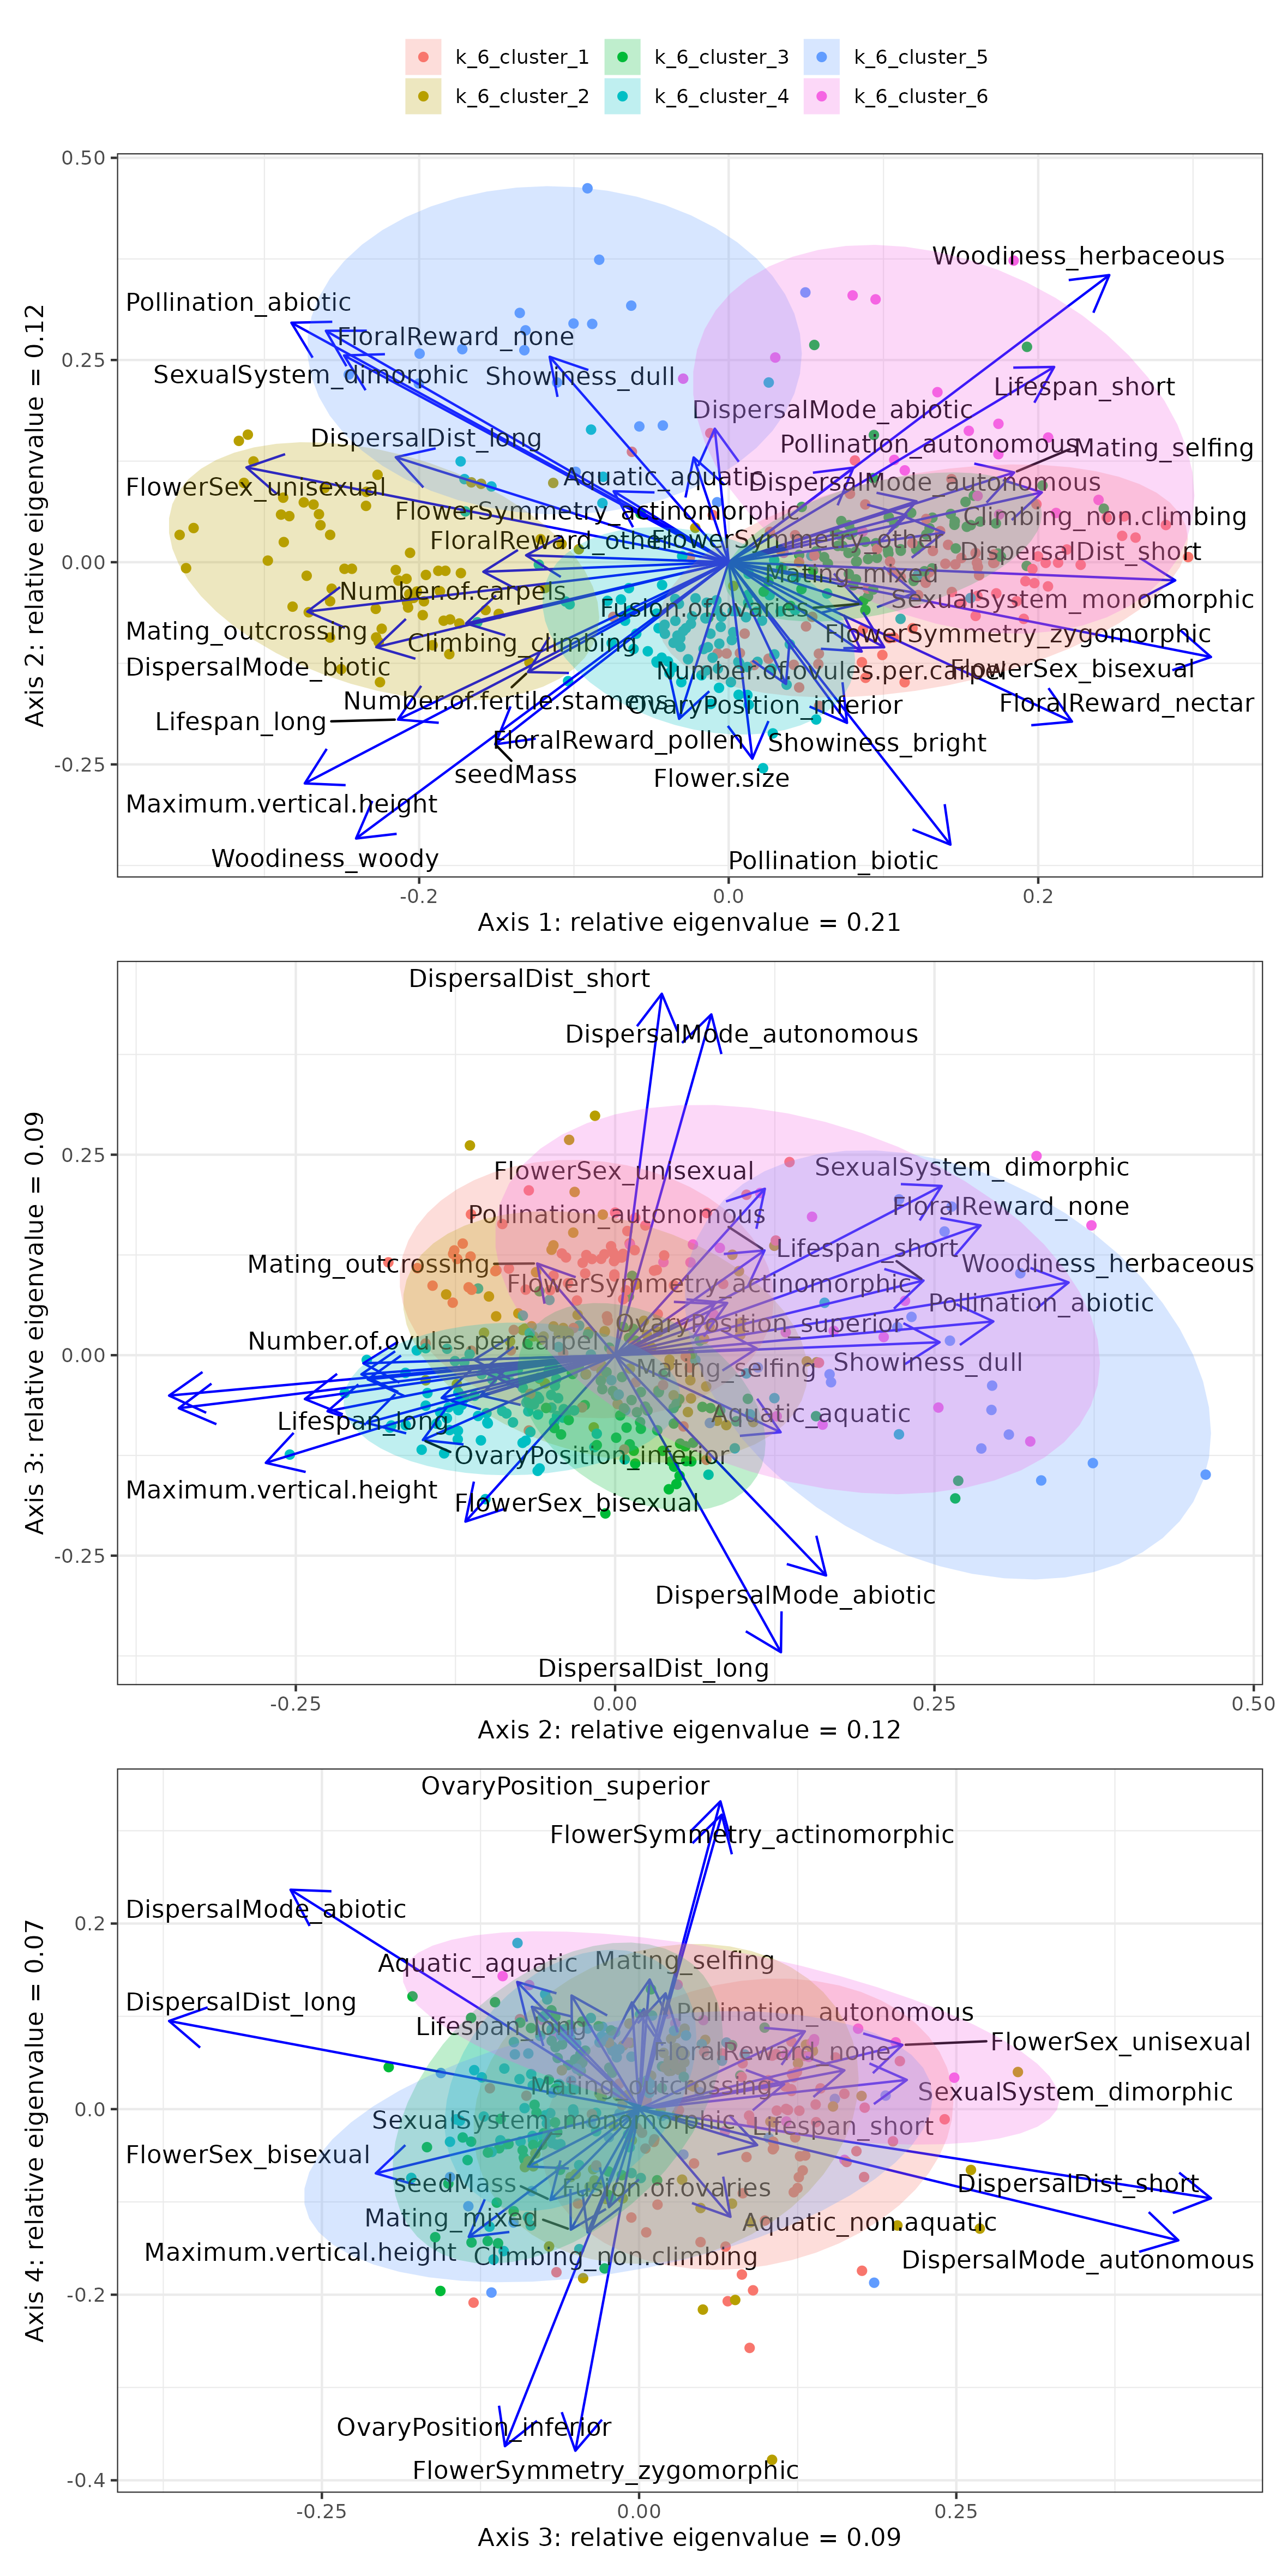 k_6_cluster_1 k_6_cluster_3 k_6_cluster_5
k_6_cluster_2 k_6_cluster_4 k_6_cluster_6
0.50
Woodiness_herbaceous
Pollination_abiotic
FloralReward_none
0.25
SexualSystem_dimorphic Showiness_dull Lifespan_short
DispersalMode_abiotic
DispersalDist_long Pollination_autonomous Mating_selfing
FlowerSex_unisexual Aquatic_aquatic DispersalMode_autonomous
FlowerSymmetry_actinomorphic Climbing_non.climbing
FloralReward_other FlowerSymmetry_other DispersalDist_short
0.00
Mating_mixed
Number.of.carpels Fusion.of.ovaries SexualSystem_monomorphic
Mating_outcrossing Climbing_climbing FlowerSymmetry_zygomorphic
DispersalMode_biotic Number.of.ovules.per.carpel FlowerSex_bisexual
Number.of.fertile.stamens OvaryPosition_inferior FloralReward_nectar
Lifespan_long
FloralReward_pollen Showiness_bright
-0.25
seedMass Flower.size
Maximum.vertical.height
Woodiness_woody Pollination_biotic
-0.2 0.0 0.2
Axis 1: relative eigenvalue = 0.21
Axis 2: relative eigenvalue = 0.12
DispersalDist_short
DispersalMode_autonomous
0.25
FlowerSex_unisexual SexualSystem_dimorphic
Pollination_autonomous FloralReward_none
Mating_outcrossing Lifespan_short Woodiness_herbaceous
FlowerSymmetry_actinomorphic Pollination_abiotic
OvaryPosition_superior
Number.of.ovules.per.carpel
0.00
Mating_selfing Showiness_dull
Lifespan_long Aquatic_aquatic
OvaryPosition_inferior
Maximum.vertical.height FlowerSex_bisexual
-0.25
DispersalMode_abiotic
DispersalDist_long
-0.25 0.00 0.25 0.50
Axis 2: relative eigenvalue = 0.12
Axis 3: relative eigenvalue = 0.09
OvaryPosition_superior
FlowerSymmetry_actinomorphic
DispersalMode_abiotic
0.2
Aquatic_aquatic Mating_selfing
DispersalDist_long Pollination_autonomous
Lifespan_long FlowerSex_unisexual
FloralReward_none
Mating_outcrossing SexualSystem_dimorphic
0.0
SexualSystem_monomorphic Lifespan_short
FlowerSex_bisexual
seedMass Fusion.of.ovaries DispersalDist_short
Mating_mixed Aquatic_non.aquatic
Maximum.vertical.height Climbing_non.climbing DispersalMode_autonomous
-0.2
OvaryPosition_inferior
FlowerSymmetry_zygomorphic
-0.4
-0.25 0.00 0.25
Axis 3: relative eigenvalue = 0.09
Axis 4: relative eigenvalue = 0.07